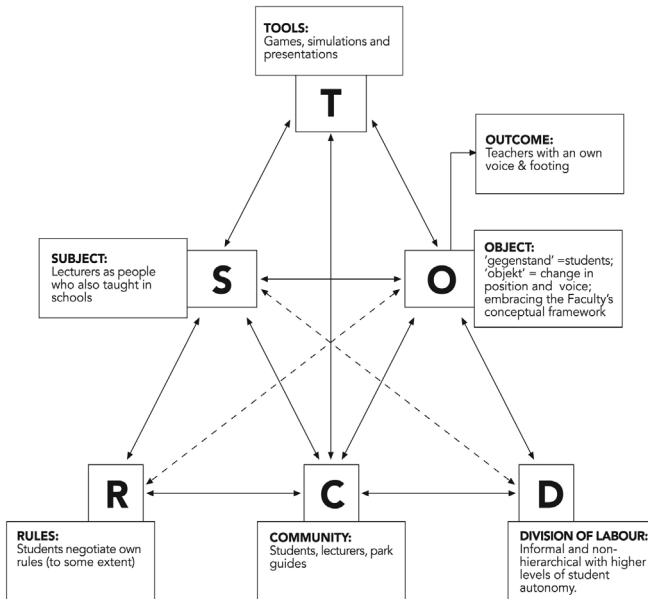 TOOLS:
Games, simulations and
presentations
T
OUTCOME:
Teachers with an own
voice & footing
SUBJECT:
Lecturers as people
who also taught in
schools
S
O
OBJECT:
'gegenstand' =students;
'objekt' = change in
position and voice;
embracing the Faculty's
conceptual framework
R
C
D
RULES:
Students negotiate own
rules (to some extent)
COMMUNITY:
Students, lecturers, park
guides
DIVISION OF LABOUR:
Informal and non-
hierarchical with higher
levels of student
autonomy.